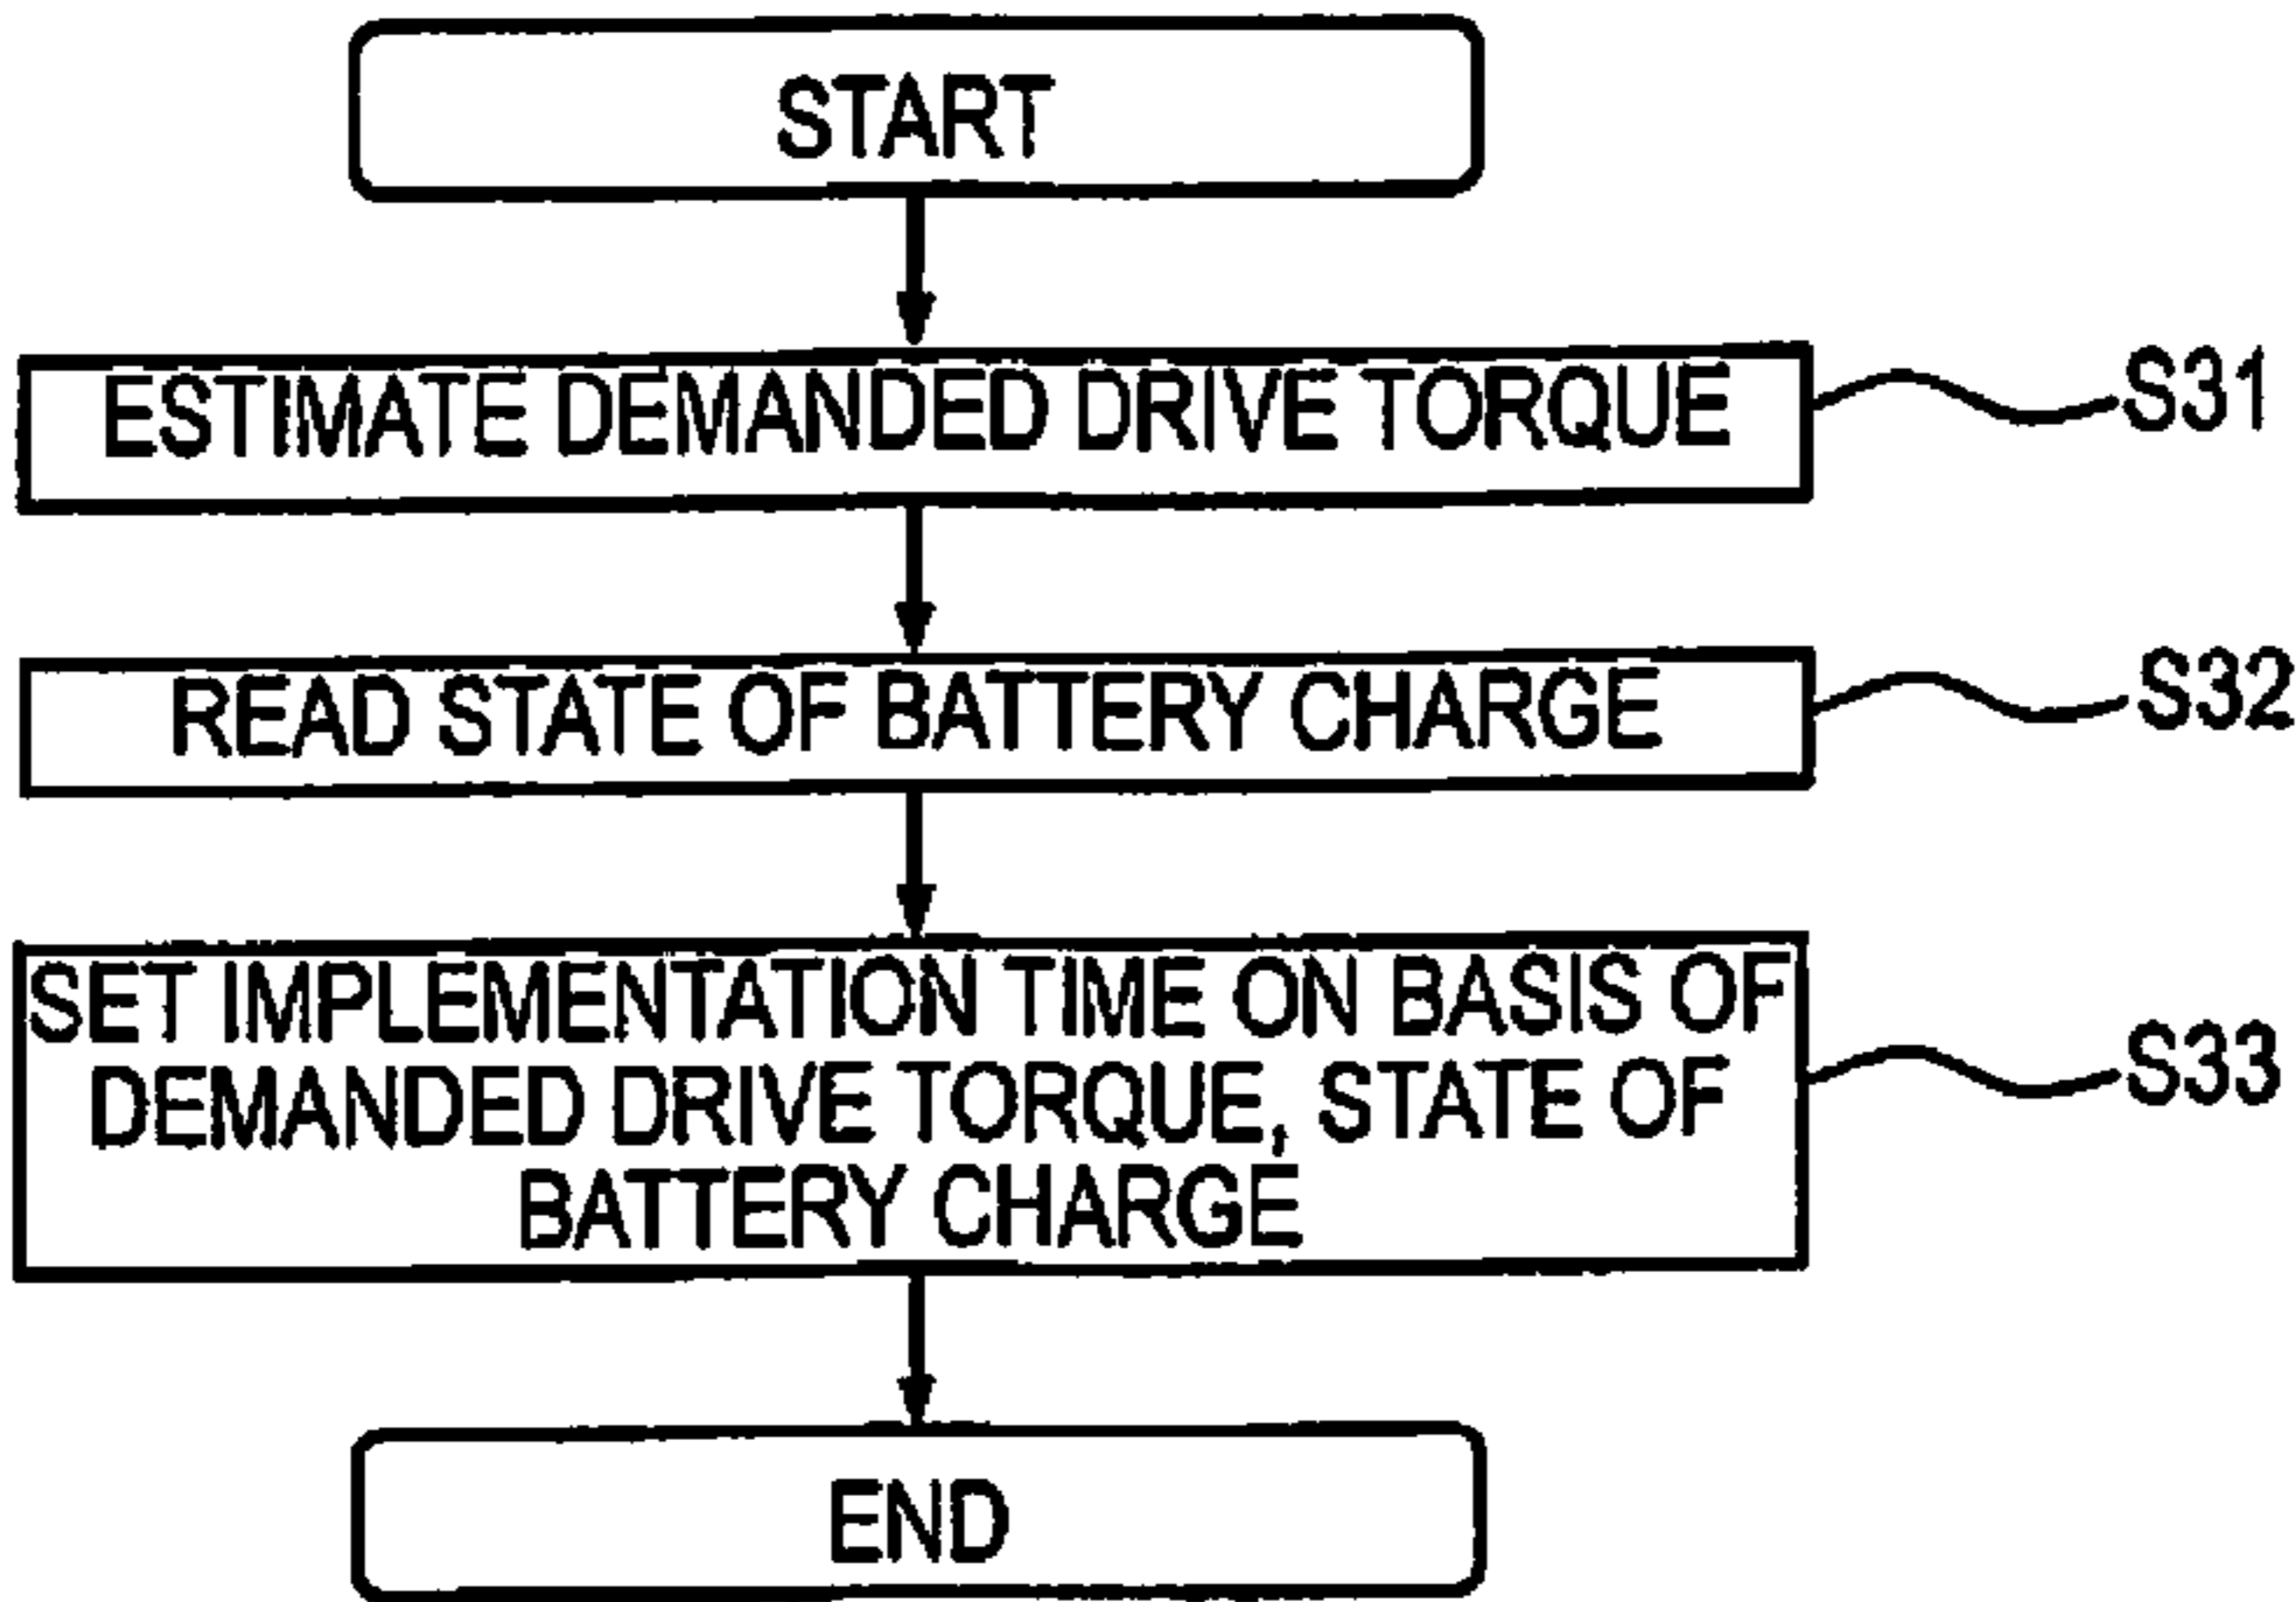 START
ESTIMATE DEMANDED DRIVE TORQUE
S31
READ STATE OF BATTERY CHARGE
S32
SET IMPLEMENTATION TIME ON BASIS OF
DEMANDED DRIVE TORQUE, STATE OF
BATTERY CHARGE
S33
END